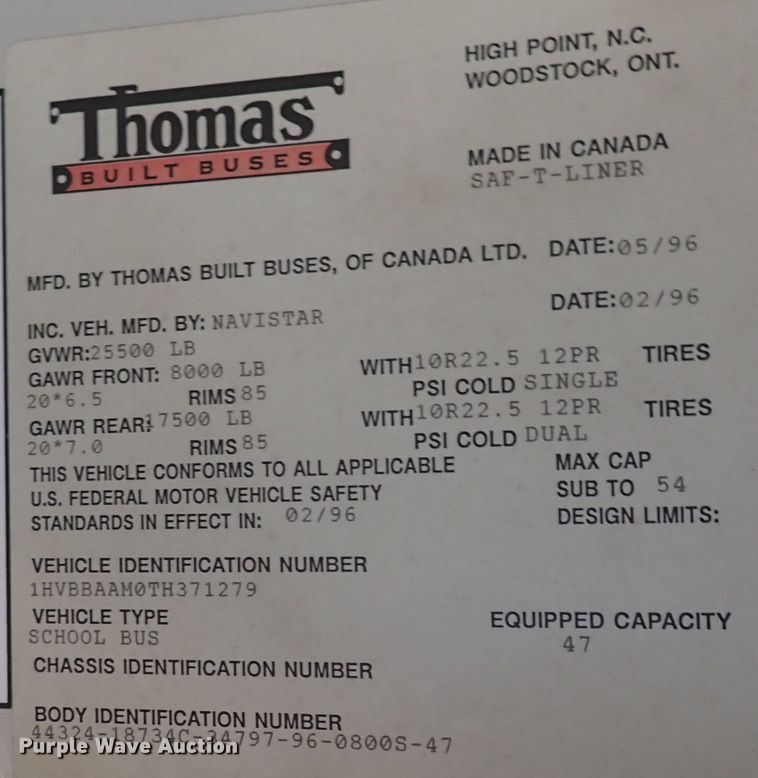 Thomas
BUILT BUSES
HIGH POINT, N.C.
WOODSTOCK, ONT.
MADE IN CANADA
SAF-T-LINER
MFD. BY THOMAS BUILT BUSES, OF CANADA LTD. DATE:05/96
INC. VEH. MFD. BY: NAVISTAR DATE:02/96
GVWR:25500 LB
GAWR FRONT: 8000 LB WITH 10R22.5 12PR TIRES
20*6.5 RIMS 85 PSI COLD SINGLE
GAWR REAR: 17500 LB WITH 10R22.5 12PR TIRES
20*7.0 RIMS 85 PSI COLD DUAL
THIS VEHICLE CONFORMS TO ALL APPLICABLE
U.S. FEDERAL MOTOR VEHICLE SAFETY
STANDARDS IN EFFECT IN: 02/96
MAX CAP
SUB TO 54
DESIGN LIMITS:
VEHICLE IDENTIFICATION NUMBER
1HVBBAAM0TH371279
VEHICLE TYPE
SCHOOL BUS
EQUIPPED CAPACITY
47
CHASSIS IDENTIFICATION NUMBER
BODY IDENTIFICATION NUMBER
44324-18734C-34797-96-0800S-47
Purple Wave Auction